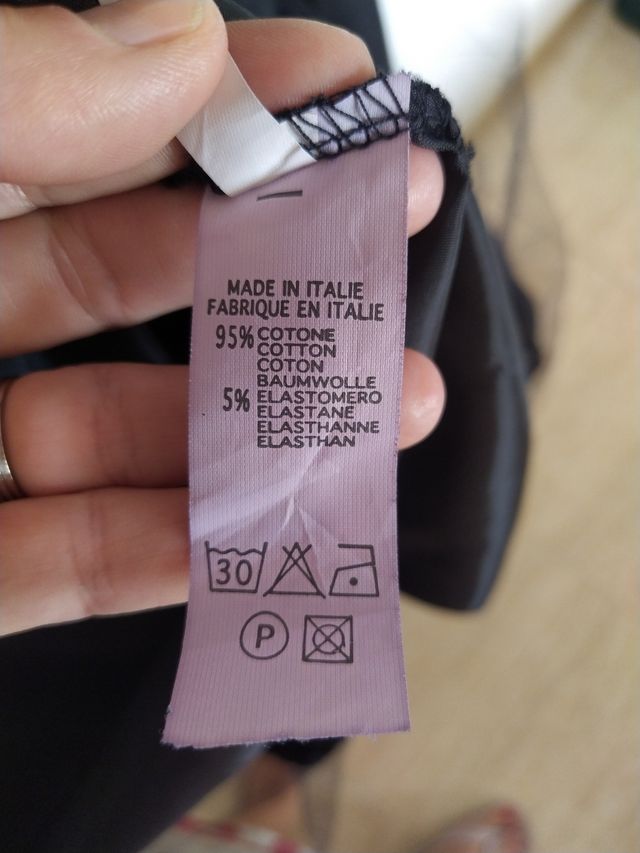 MADE IN ITALIE
FABRIQUE EN ITALIE
95% COTONE
COTTON
COTON
BAUMWOLLE
5% ELASTOMERO
ELASTANE
ELASTHANNE
ELASTHAN
30
P